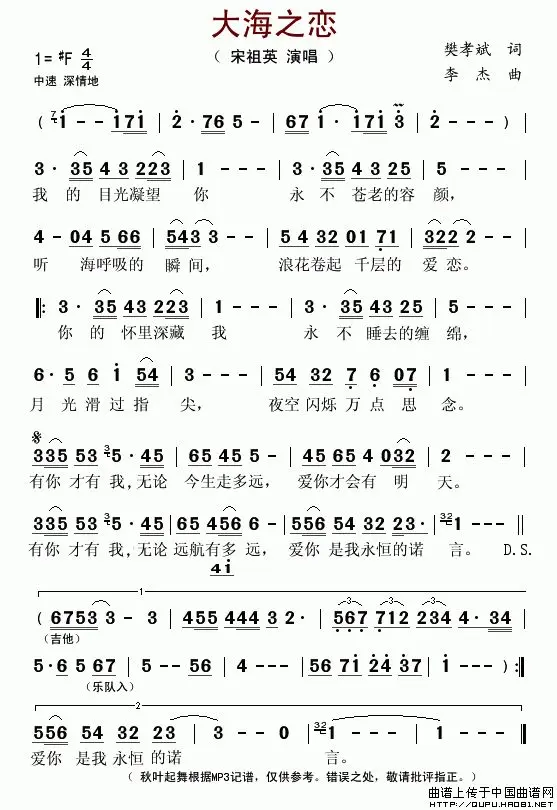 大海之恋
1= #F 4/4
( 宋祖英 演唱 )
樊孝斌 词
中速 深情地
李 杰 曲
( 7 1 - - 1 7 1 | 2 · 7 6 5 - | 6 7 1 · 1 7 1 3 | 2 - - - ) |
3 · 3 5 4 3 2 2 3 | 1 - - - | 3 · 3 5 4 3 2 5 | 5 - - - |
我 的 目光凝望 你 永 不 苍老的容 颜,
4 - 0 4 5 6 6 | 5 4 3 3 - - | 5 4 3 2 0 1 7 1 | 3 2 2 2 - - |
听 海呼吸的 瞬 间, 浪花卷起 千层的 爱 恋。
‖: 3 · 3 5 4 3 2 2 3 | 1 - - - | 3 · 3 5 4 3 2 5 | 5 - - - |
你 的 怀里深藏 我 永 不 睡去的缠 绵,
6 · 5 6 1 5 4 | 3 - - - | 5 4 3 2 7 6 0 7 | 1 - - - |
月 光 滑 过 指 尖, 夜空 闪烁 万 点 思 念。
3 3 5 5 3 3 5 · 4 5 | 6 5 4 5 5 - | 4 5 6 5 4 0 3 2 | 2 - - - |
有你 才有 我,无论 今生走多远, 爱你才会有 明 天。
3 3 5 5 3 3 5 · 4 5 | 6 5 4 5 6 6 - | 5 5 6 5 4 3 2 2 3 · | 3 2 1 - - - ‖
有你 才有 我,无论 远航有多 远, 爱你 是我永恒的诺 言。 D.S.
4 1
1
( 6 7 5 3 3 - 3 | 4 5 5 4 4 4 3 2 · | 5 6 7 7 1 2 2 3 4 4 · 3 4 |
(吉他)
5 · 6 5 6 7 | 5 - - 5 6 | 4 - - - | 5 6 7 1 2 4 3 7 | 1 - - - ) :‖
(乐队入)
2
5 5 6 5 4 3 2 2 3 | 3 - - 0 | 3 2 1 - - - | 1 - - - ‖
爱你 是我 永恒 的诺 言。
( 秋叶起舞根据MP3记谱,仅供参考。错误之处,敬请批评指正。)
曲谱上传于中国曲谱网
HTTP://QUPU.HAO81.NET